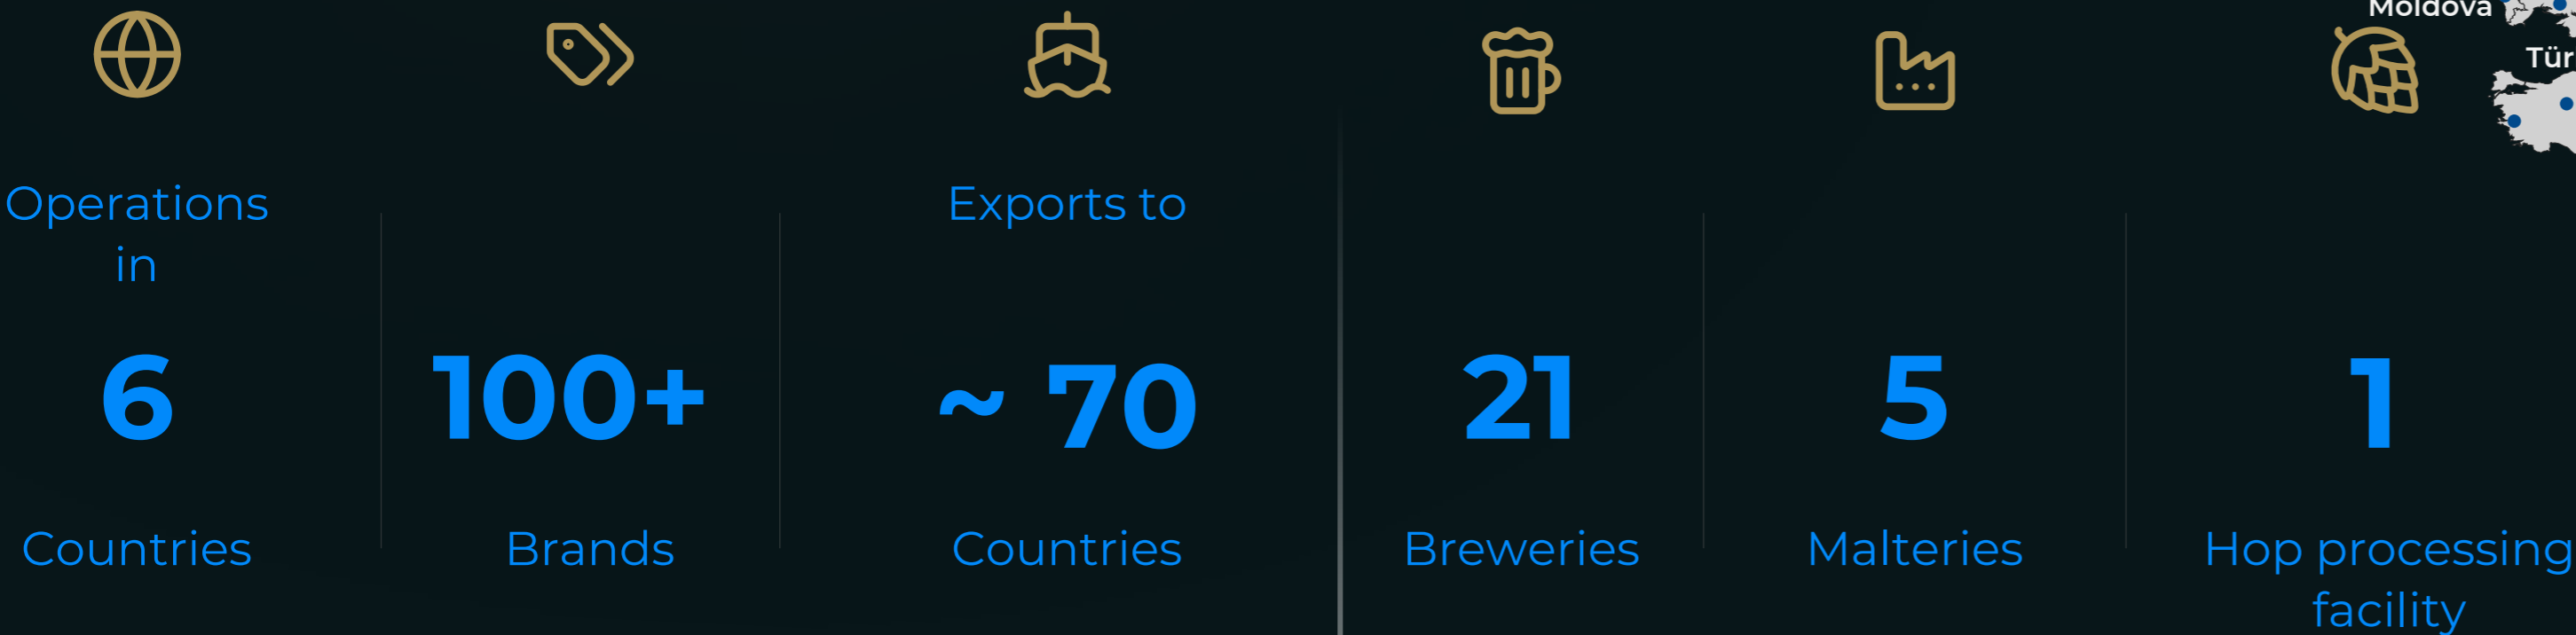 Moldova
Tür
Operations
in
6
Countries
100+
Brands
Exports to
~ 70
Countries
21
Breweries
5
Malteries
1
Hop processing
facility